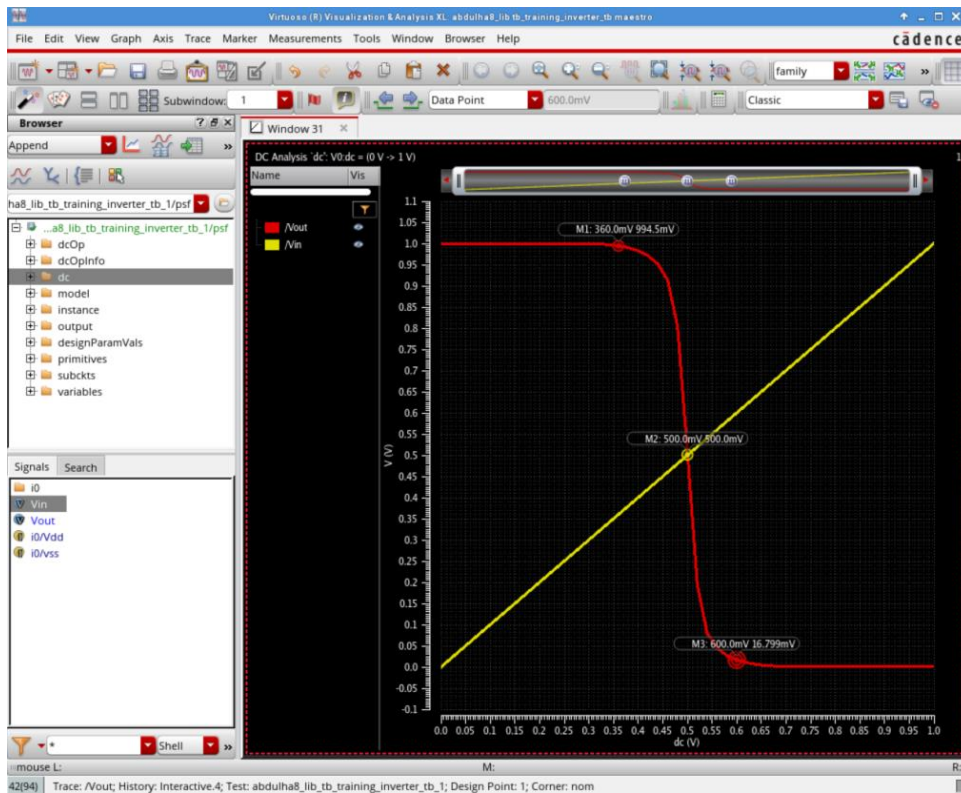 Virtuoso (R) Visualization & Analysis XL: abdulha8_lib tb_training_inverter_tb maestro
File Edit View Graph Axis Trace Marker Measurements Tools Window Browser Help
cādence
family
Subwindow: 1
Data Point
600.0mV
Classic
Browser
Append
ha8_lib_tb_training_inverter_tb_1/psf
...a8_lib_tb_training_inverter_tb_1/psf
dcOp
dcOpInfo
dc
model
instance
output
designParamVals
primitives
subckts
variables
Signals Search
i0
Vin
Vout
i0/Vdd
i0/vss
*
Shell
Window 31
DC Analysis `dc': V0:dc = (0 V -> 1 V)
1
Name Vis
/Vout
/Vin
1.1
1.05
1.0
0.95
0.9
0.85
0.8
0.75
0.7
0.65
0.6
0.55
0.5
0.45
0.4
0.35
0.3
0.25
0.2
0.15
0.1
0.05
0.0
-0.05
-0.1
V (V)
M1: 360.0mV 994.5mV
M2: 500.0mV 500.0mV
M3: 600.0mV 16.799mV
0.0 0.05 0.1 0.15 0.2 0.25 0.3 0.35 0.4 0.45 0.5 0.55 0.6 0.65 0.7 0.75 0.8 0.85 0.9 0.95 1.0
dc (V)
mouse L:
M:
R:
42(94) Trace: /Vout; History: Interactive.4; Test: abdulha8_lib_tb_training_inverter_tb_1; Design Point: 1; Corner: nom